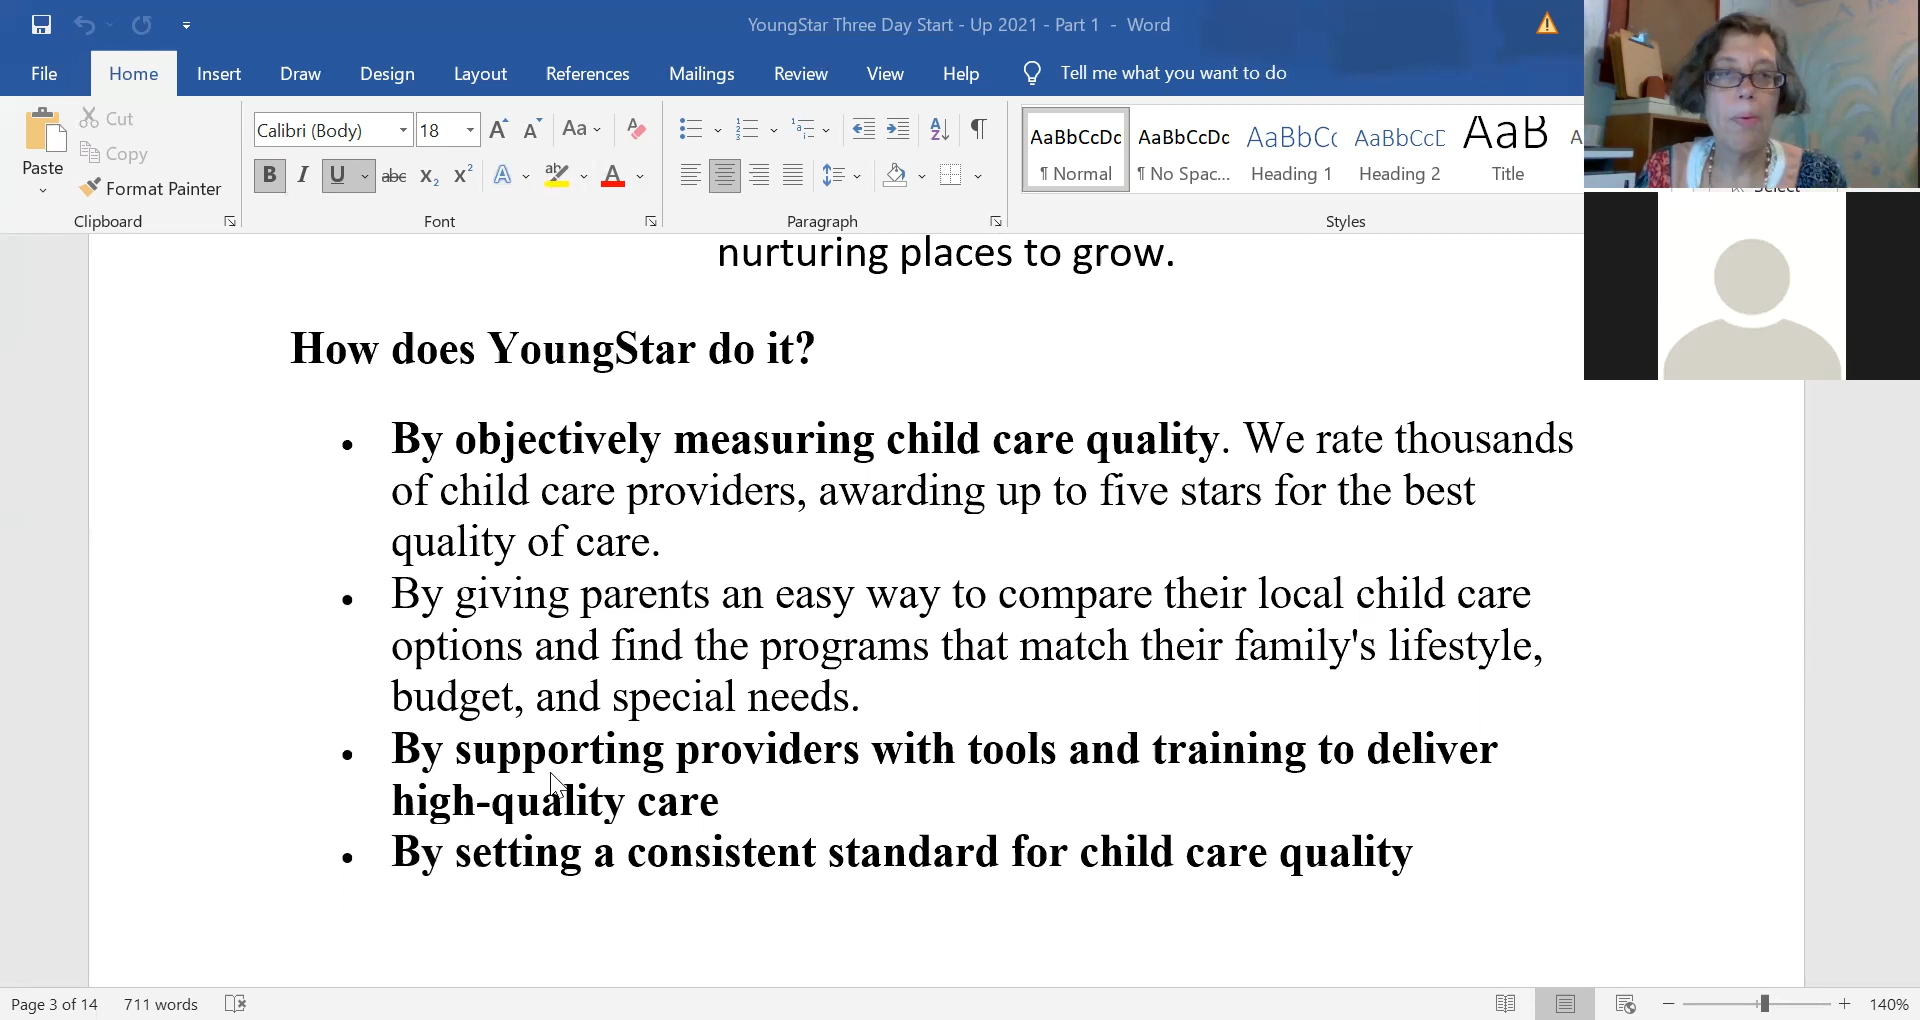 YoungStar Three Day Start - Up 2021 - Part 1 - Word
File Home Insert Draw Design Layout References Mailings Review View Help Tell me what you want to do
Cut
Copy
Paste
Format Painter
Clipboard
Calibri (Body) 18
Font
Paragraph
AaBbCcDc AaBbCcDc AaBbCc AaBbCcD AaB
¶ Normal ¶ No Spac... Heading 1 Heading 2 Title
Styles
Select
nurturing places to grow.
How does YoungStar do it?
• By objectively measuring child care quality. We rate thousands
of child care providers, awarding up to five stars for the best
quality of care.
• By giving parents an easy way to compare their local child care
options and find the programs that match their family's lifestyle,
budget, and special needs.
• By supporting providers with tools and training to deliver
high-quality care
• By setting a consistent standard for child care quality
Page 3 of 14 711 words
140%